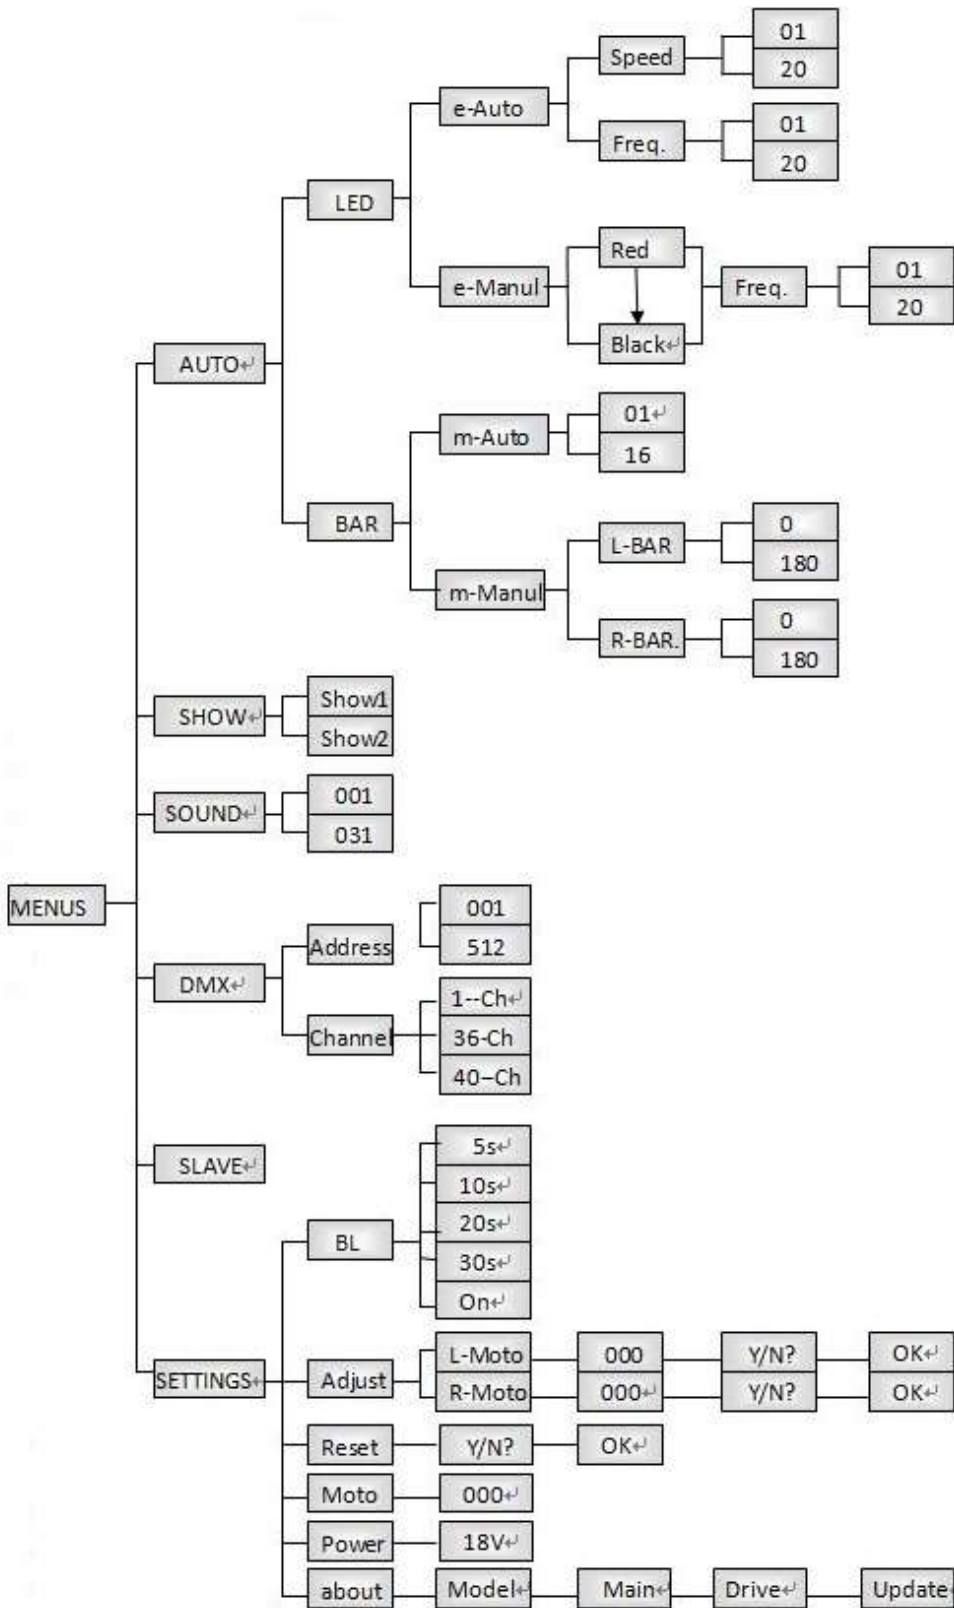 01
Speed
20
e-Auto
01
Freq.
20
LED
Red
01
e-Manul
Freq.
20
Black↵
AUTO↵
01↵
m-Auto
16
BAR
0
L-BAR
180
m-Manul
0
R-BAR.
180
Show1
SHOW↵
Show2
001
SOUND↵
031
MENUS
001
Address
512
DMX↵
1--Ch↵
Channel
36-Ch
40–Ch
5s↵
SLAVE↵
10s↵
20s↵
BL
30s↵
On↵
SETTINGS↵
Adjust
L-Moto 000 Y/N? OK↵
R-Moto 000↵ Y/N? OK↵
Reset Y/N? OK↵
Moto 000↵
Power 18V↵
about Model↵ Main↵ Drive↵ Update↵